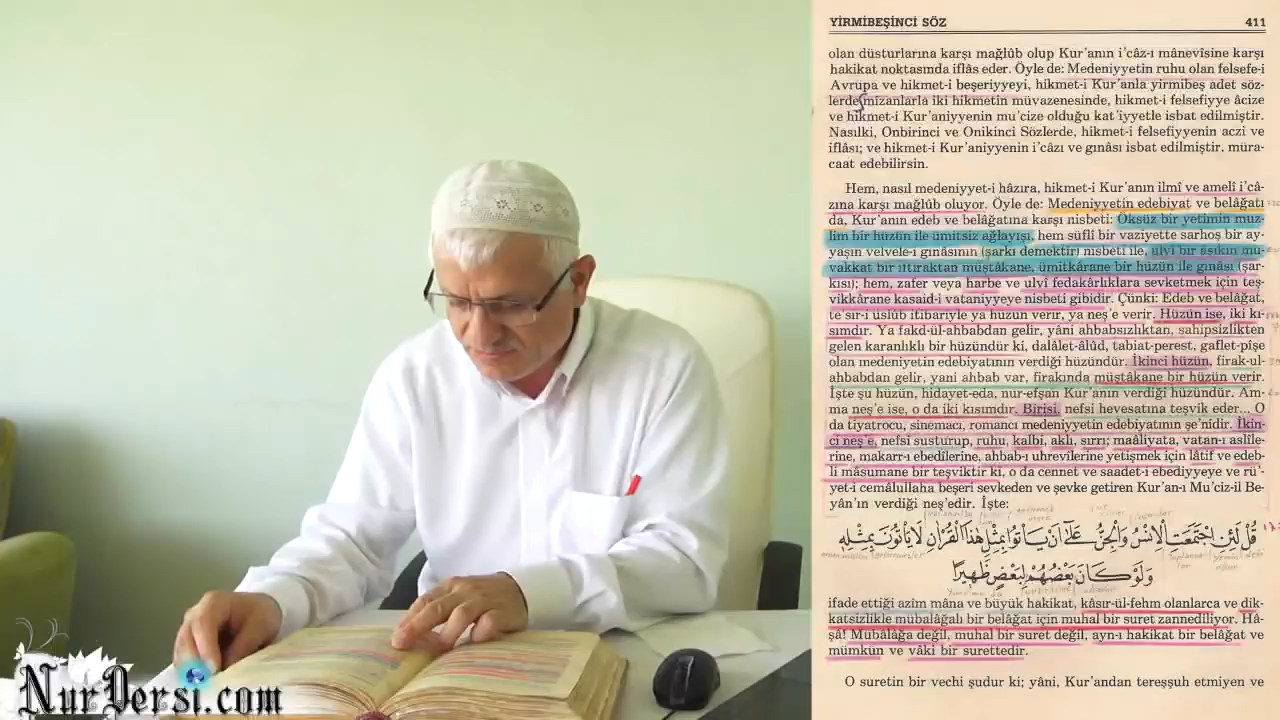 YİRMİBEŞİNCİ SÖZ 411
olan düsturlarına karşı mağlûb olup Kur'anın i'câz-ı mânevîsine karşı
hakikat noktasında iflâs eder. Öyle de: Medeniyyetin ruhu olan felsefe-i
Avrupa ve hikmet-i beşeriyyeyi, hikmet-i Kur'anla yirmibeş adet söz-
lerde mîzanlarla iki hikmetin müvazenesinde, hikmet-i felsefiyye âcize
ve hikmet-i Kur'aniyyenin mu'cize olduğu kat'iyyetle isbat edilmiştir.
Nasılki, Onbirinci ve Onikinci Sözlerde, hikmet-i felsefiyyenin aczi ve
iflâsı; ve hikmet-i Kur'aniyyenin i'câzı ve gınâsı isbat edilmiştir, müra-
caat edebilirsin.
Hem, nasıl medeniyyet-i hâzıra, hikmet-i Kur'anın ilmî ve amelî i'câ-
zına karşı mağlûb oluyor. Öyle de: Medeniyyetin edebiyat ve belâğatı
da, Kur'anın edeb ve belâğatına karşı nisbeti: Öksüz bir yetimin muz-
lim bir hüzün ile ümitsiz ağlayışı, hem süflî bir vaziyette sarhoş bir ay-
yaşın velvele-i gınâsının (şarkı demektir) nisbeti ile, ulvî bir âşıkın mu-
vakkat bir iftiraktan müştâkane, ümitkârane bir hüzün ile gınâsı (şar-
kısı); hem, zafer veya harbe ve ulvî fedakârlıklara sevketmek için teş-
vikkârane kasaid-i vataniyyeye nisbeti gibidir. Çünki: Edeb ve belâğat,
te'sir-i üslûb itibariyle ya hüzün verir, ya neş'e verir. Hüzün ise, iki kı-
sımdır. Ya fakd-ül-ahbabdan gelir, yâni ahbabsızlıktan, sahipsizlikten
gelen karanlıklı bir hüzündür ki, dalâlet-âlûd, tabiat-perest, gaflet-pîşe
olan medeniyetin edebiyatının verdiği hüzündür. İkinci hüzün, firak-ul-
ahbabdan gelir, yani ahbab var, firakında müştâkane bir hüzün verir.
İşte şu hüzün, hidayet-eda, nur-efşan Kur'anın verdiği hüzündür. Am-
ma neş'e ise, o da iki kısımdır. Birisi, nefsi hevesatına teşvik eder... O
da tiyatrocu, sinemacı, romancı medeniyetin edebiyatının şe'nidir. İkin-
ci neş'e, nefsi susturup, ruhu, kalbi, aklı, sırrı; maâliyata, vatan-ı aslîle-
rine, makarr-ı ebedîlerine, ahbab-ı uhrevîlerine yetişmek için lâtif ve edeb-
li mâsumane bir teşviktir ki, o da cennet ve saadet-i ebediyyeye ve rü'-
yet-i cemâlullaha beşeri sevkeden ve şevke getiren Kur'an-ı Mu'ciz-il Be-
yân'ın verdiği neş'edir. İşte:
قُلْ لَئِنِ اجْتَمَعَتِ الْاِنْسُ وَالْجِنُّ عَلٰٓى اَنْ يَاْتُوا بِمِثْلِ هٰذَا الْقُرْاٰنِ لَا يَاْتُونَ بِمِثْلِهِ
وَلَوْ كَانَ بَعْضُهُمْ لِبَعْضٍ ظَهِيرًا
ifade ettiği azîm mâna ve büyük hakikat, kâsır-ül-fehm olanlarca ve dik-
katsizlikle mübalâğalı bir belâğat için muhal bir suret zannediliyor. Hâ-
şâ! Mübalâğa değil, muhal bir suret değil, ayn-ı hakikat bir belâğat ve
mümkün ve vâki bir surettedir.
O suretin bir vechi şudur ki; yâni, Kur'andan tereşşuh etmiyen ve
NurDersi.com